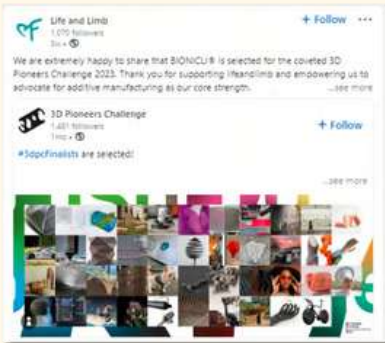 Life and Limb
1,070 followers
+ Follow
We are extremely happy to share that BIONICLI® is selected for the coveted 3D
Pioneers Challenge 2023. Thank you for supporting lifeandlimb and empowering us to
advocate for additive manufacturing as our core strength. ...see more
3D Pioneers Challenge
1,481 followers
+ Follow
#3dpcFinalists are selected!
...see more